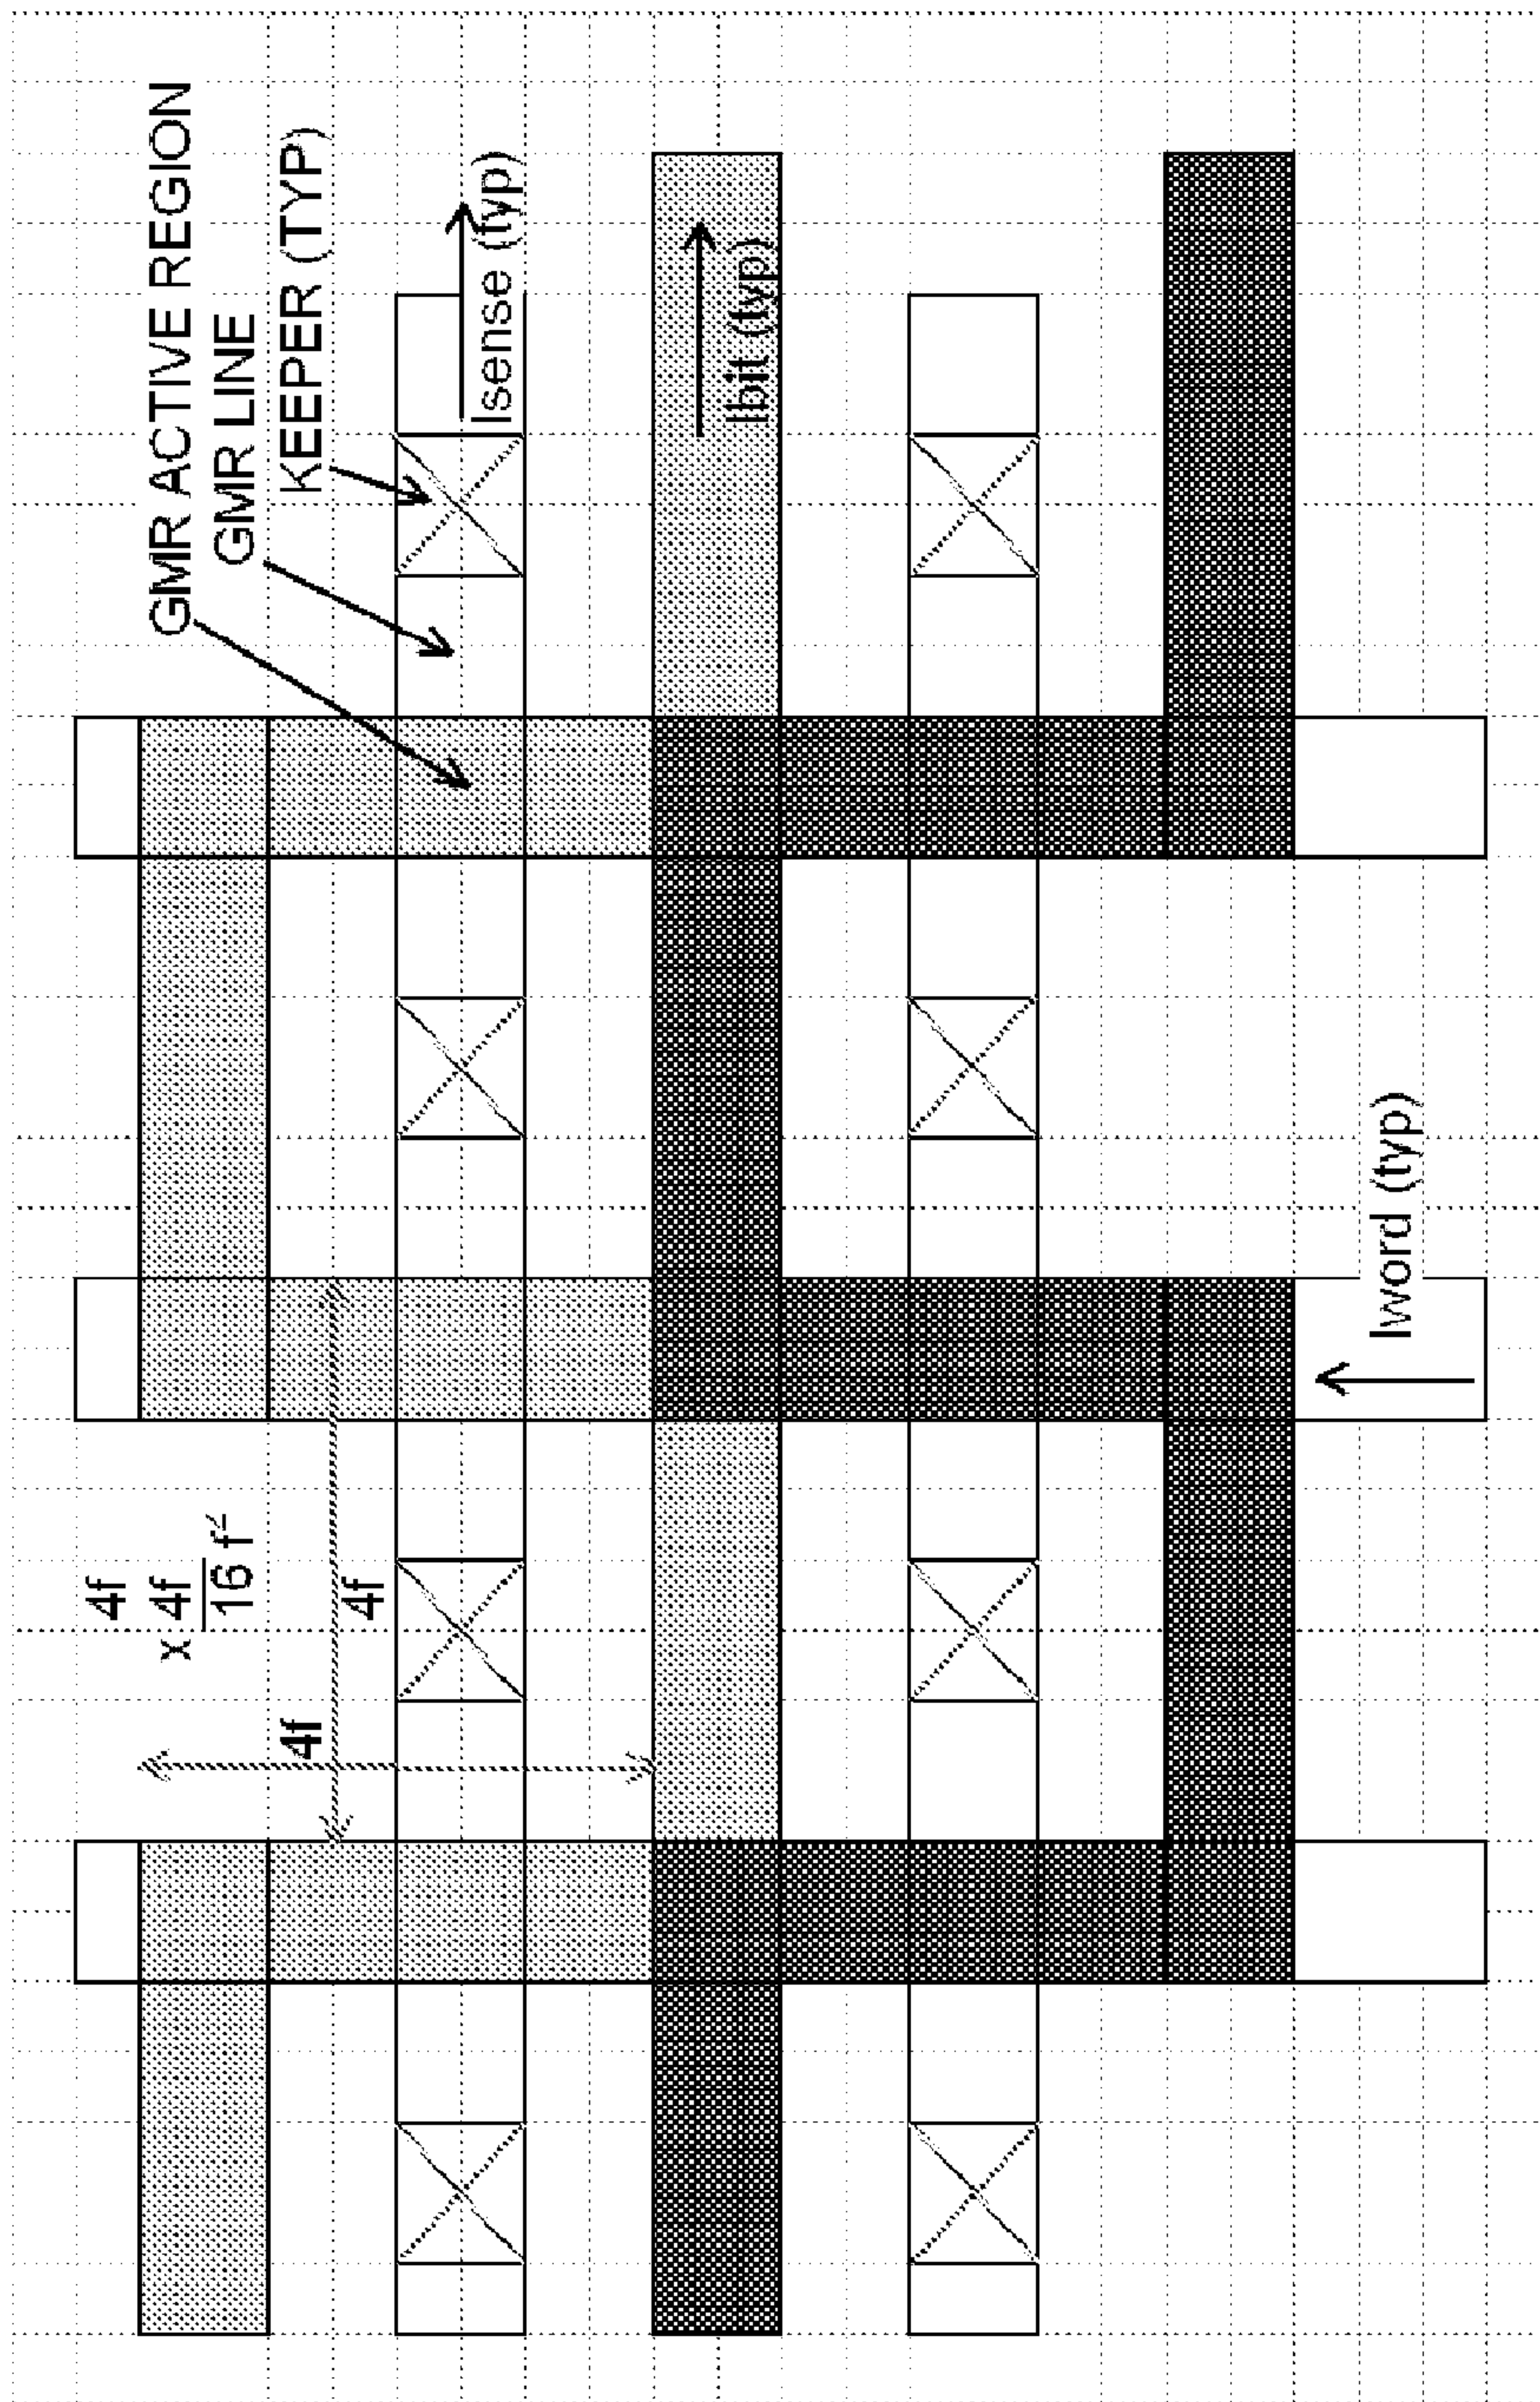 GMR ACTIVE REGION
GMR LINE
KEEPER (TYP)
Isense (typ)
Ibit (typ)
Iword (typ)
4f
x 4f
16 f²
4f
4f